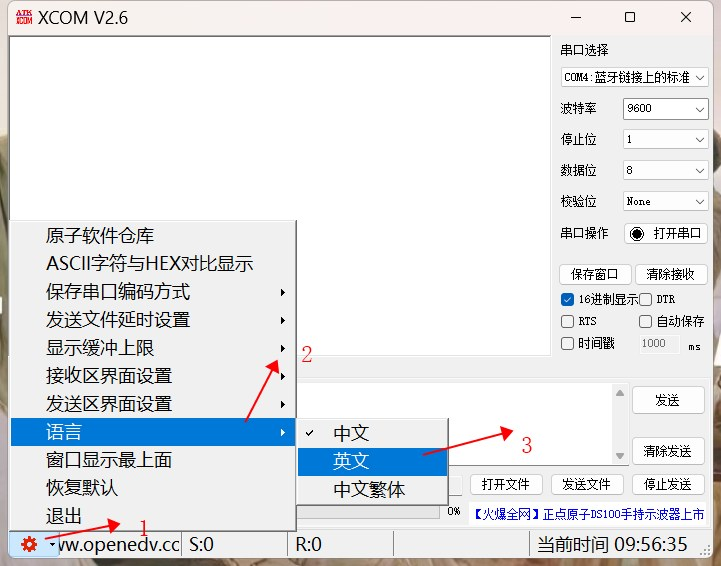 ATK
XCOM
XCOM V2.6
串口选择
COM4:蓝牙链接上的标准
波特率
9600
停止位
1
数据位
8
校验位
None
串口操作
打开串口
保存窗口
清除接收
16进制显示
DTR
RTS
自动保存
时间戳
1000
ms
原子软件仓库
ASCII字符与HEX对比显示
保存串口编码方式
发送文件延时设置
显示缓冲上限
2
接收区界面设置
发送区界面设置
语言
中文
英文
3
中文繁体
窗口显示最上面
恢复默认
退出
发送
清除发送
打开文件
发送文件
停止发送
0%
【火爆全网】正点原子DS100手持示波器上市
1
ww.openedv.cc
S:0
R:0
当前时间 09:56:35